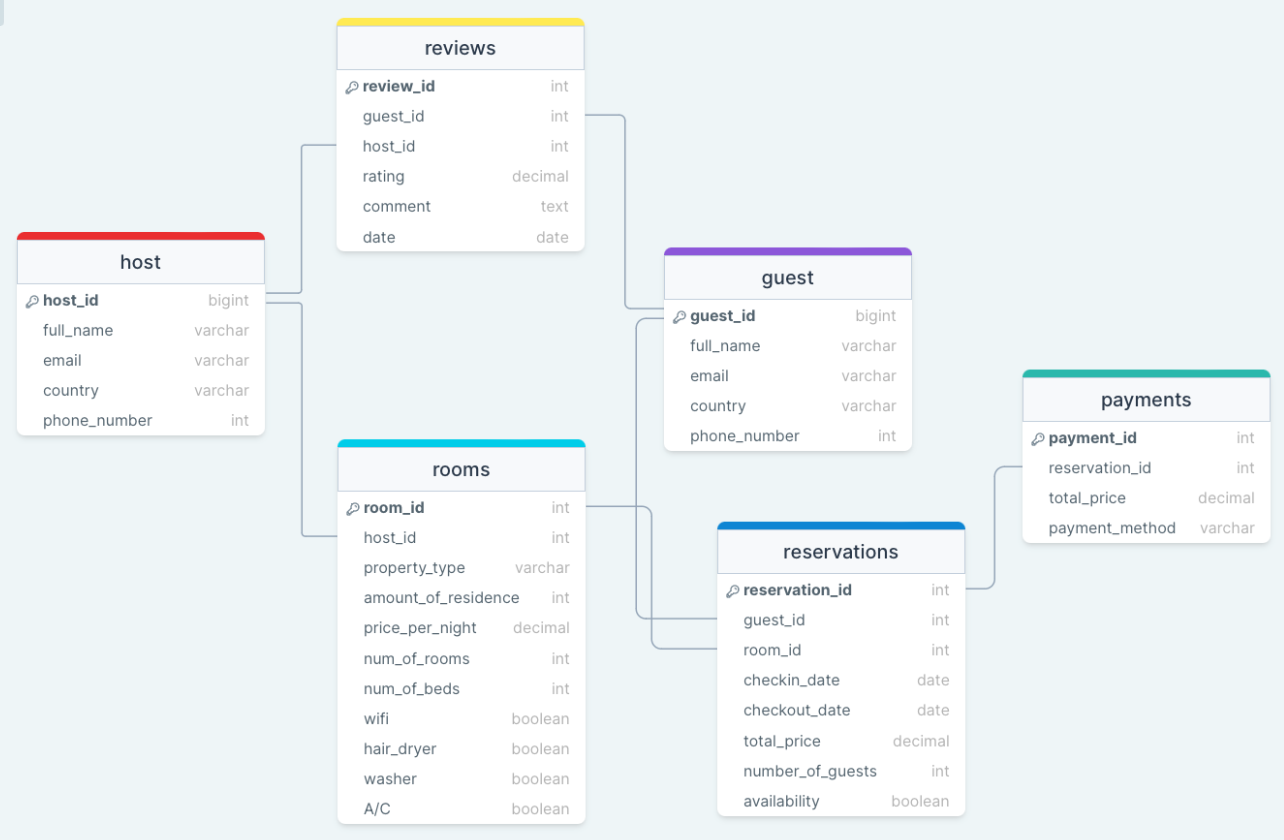 reviews
review_id int
guest_id int
host_id int
rating decimal
comment text
date date
host
host_id bigint
full_name varchar
email varchar
country varchar
phone_number int
guest
guest_id bigint
full_name varchar
email varchar
country varchar
phone_number int
payments
payment_id int
reservation_id int
total_price decimal
payment_method varchar
rooms
room_id int
host_id int
property_type varchar
amount_of_residence int
price_per_night decimal
num_of_rooms int
num_of_beds int
wifi boolean
hair_dryer boolean
washer boolean
A/C boolean
reservations
reservation_id int
guest_id int
room_id int
checkin_date date
checkout_date date
total_price decimal
number_of_guests int
availability boolean